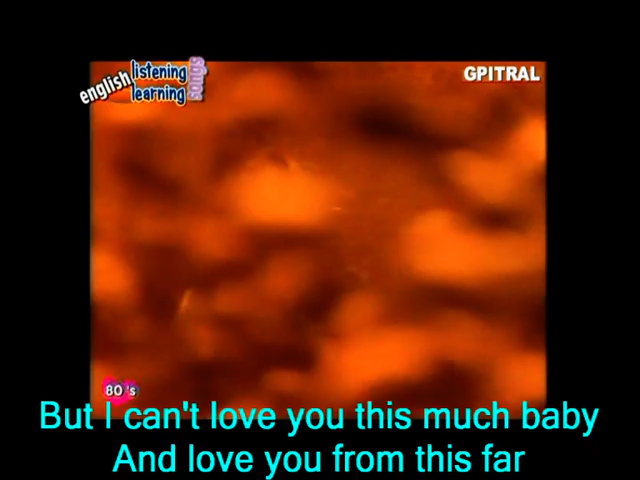 english listening songs
learning
GPITRAL
80's
But I can't love you this much baby
And love you from this far